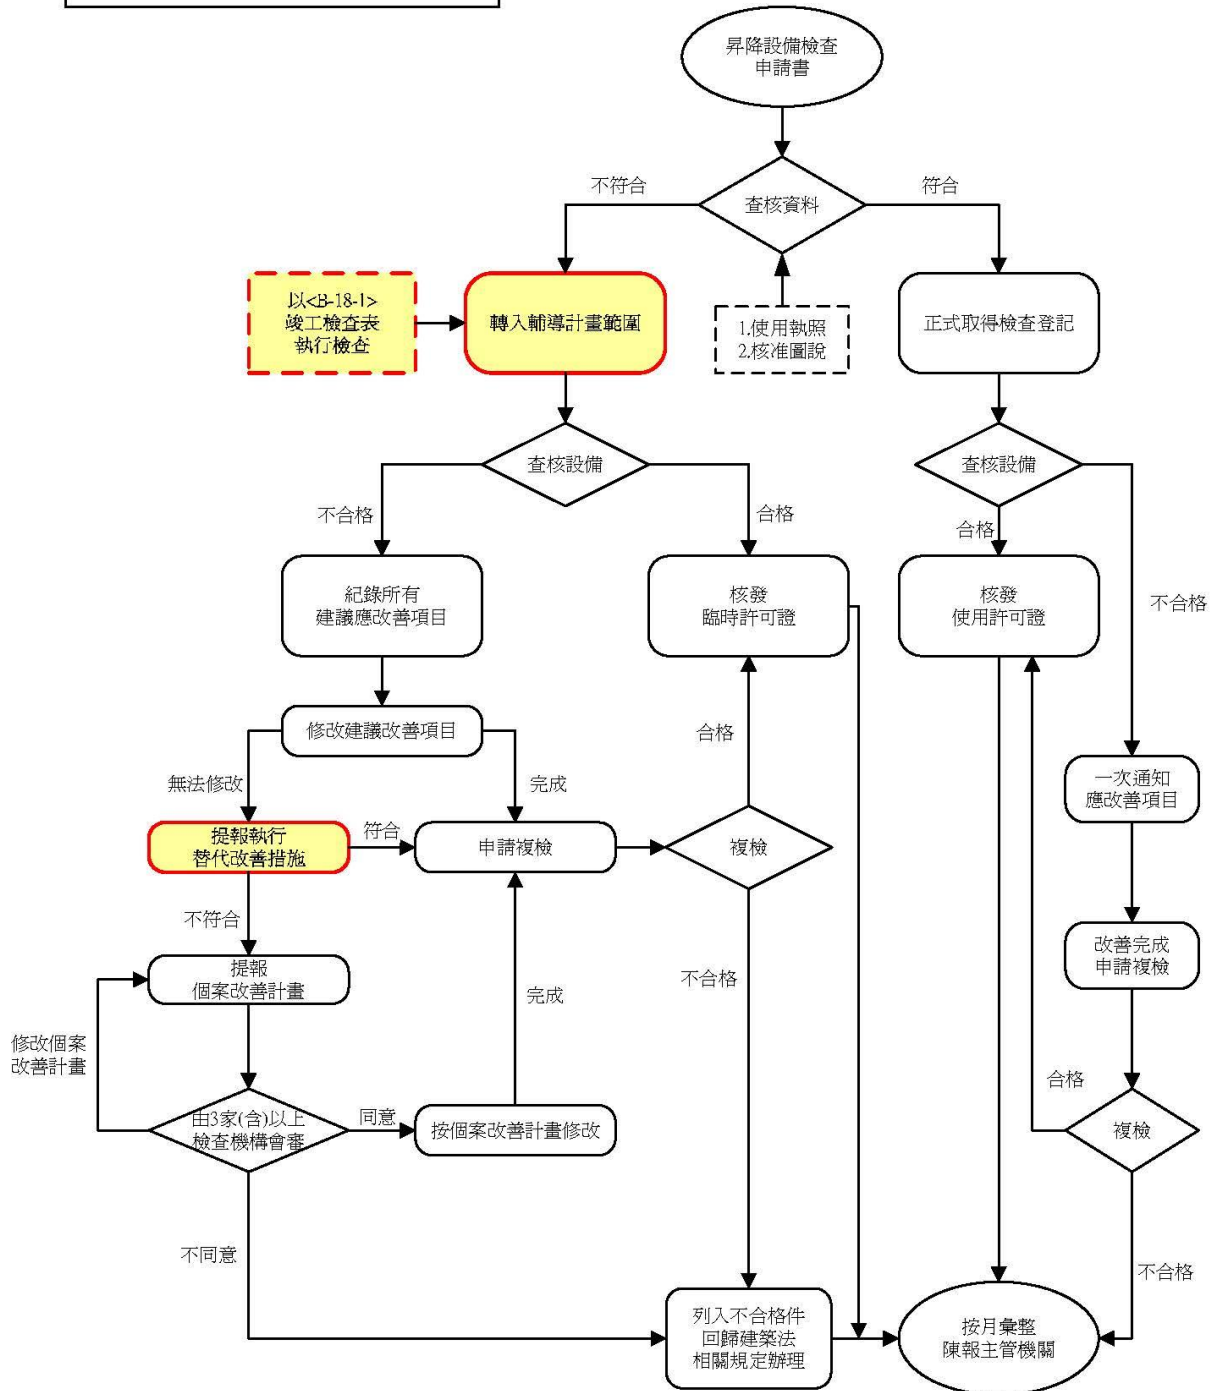 昇降設備檢查
申請書
不符合
符合
查核資料
以<B-18-1>
竣工檢查表
執行檢查
轉入輔導計畫範圍
1.使用執照
2.核准圖說
正式取得檢查登記
查核設備
查核設備
不合格
合格
合格
不合格
紀錄所有
建議應改善項目
核發
臨時許可證
核發
使用許可證
修改建議改善項目
合格
無法修改
完成
一次通知
應改善項目
提報執行
替代改善措施
符合
申請複檢
複檢
不符合
改善完成
申請複檢
提報
個案改善計畫
不合格
完成
修改個案
改善計畫
合格
由3家(含)以上
檢查機構會審
同意
按個案改善計畫修改
複檢
不同意
不合格
列入不合格件
回歸建築法
相關規定辦理
按月彙整
陳報主管機關